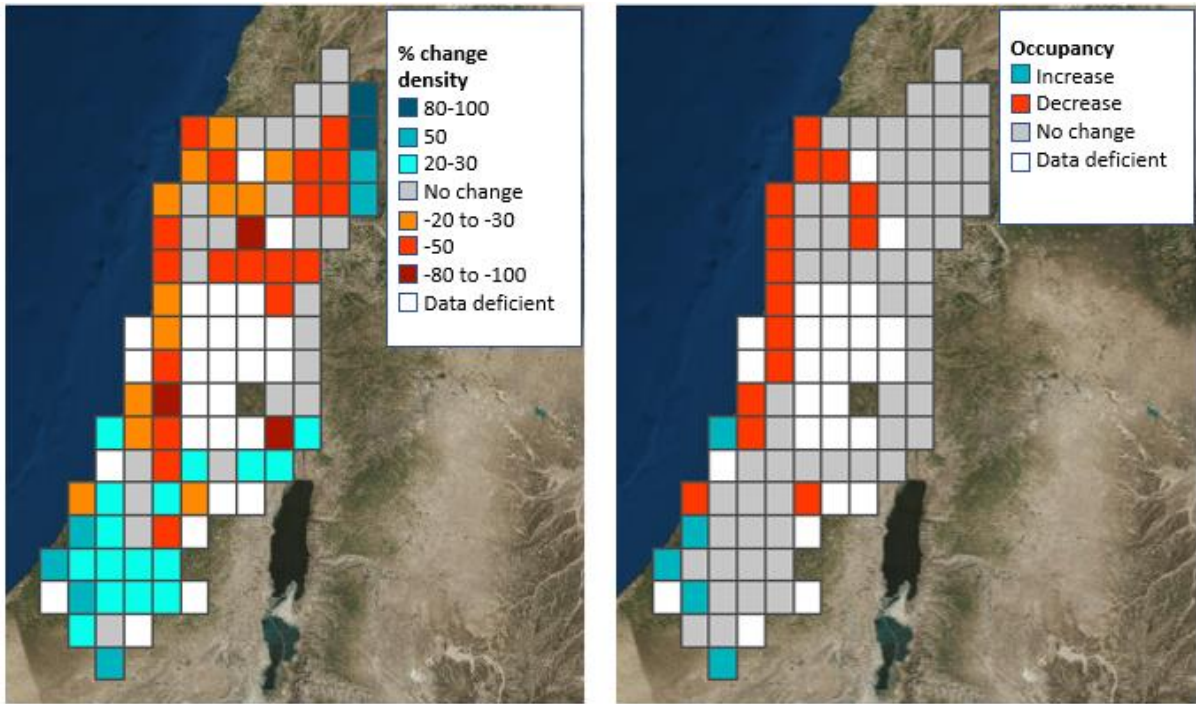 % change
density
80-100
50
20-30
No change
-20 to -30
-50
-80 to -100
Data deficient
Occupancy
Increase
Decrease
No change
Data deficient